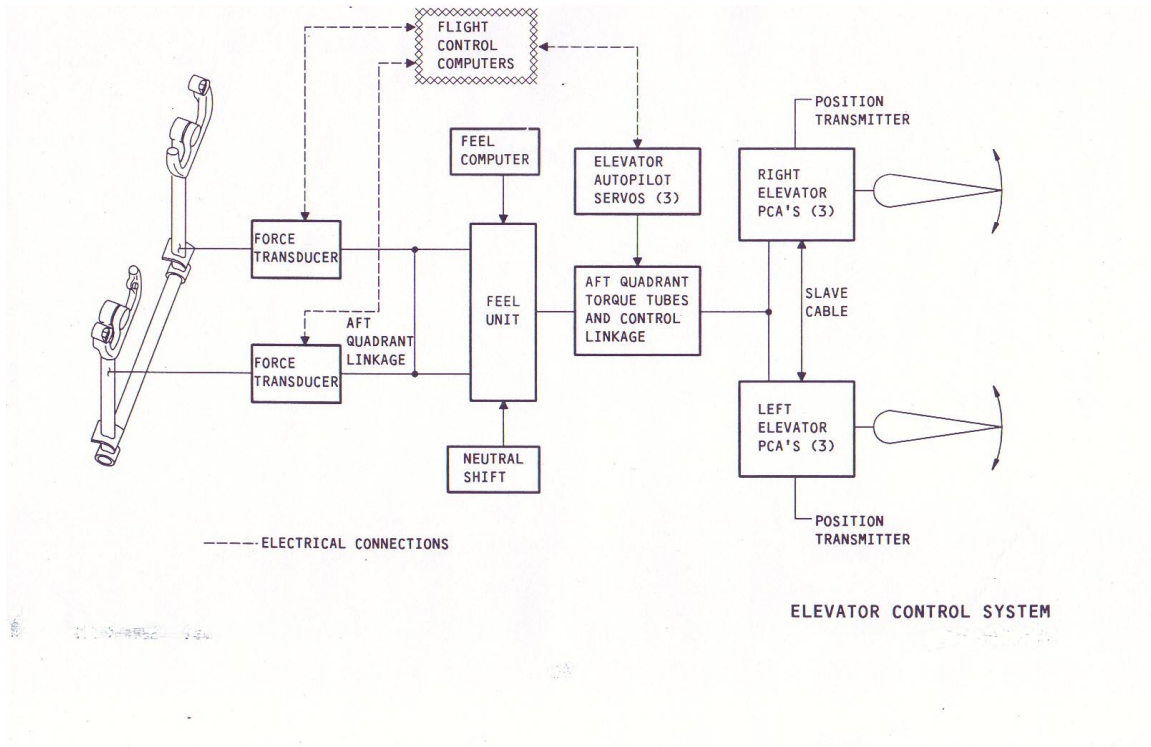 FLIGHT
CONTROL
COMPUTERS
FEEL
COMPUTER
ELEVATOR
AUTOPILOT
SERVOS (3)
POSITION
TRANSMITTER
RIGHT
ELEVATOR
PCA'S (3)
FORCE
TRANSDUCER
FEEL
UNIT
AFT QUADRANT
TORQUE TUBES
AND CONTROL
LINKAGE
SLAVE
CABLE
AFT
QUADRANT
LINKAGE
FORCE
TRANSDUCER
LEFT
ELEVATOR
PCA'S (3)
NEUTRAL
SHIFT
POSITION
TRANSMITTER
ELECTRICAL CONNECTIONS
ELEVATOR CONTROL SYSTEM